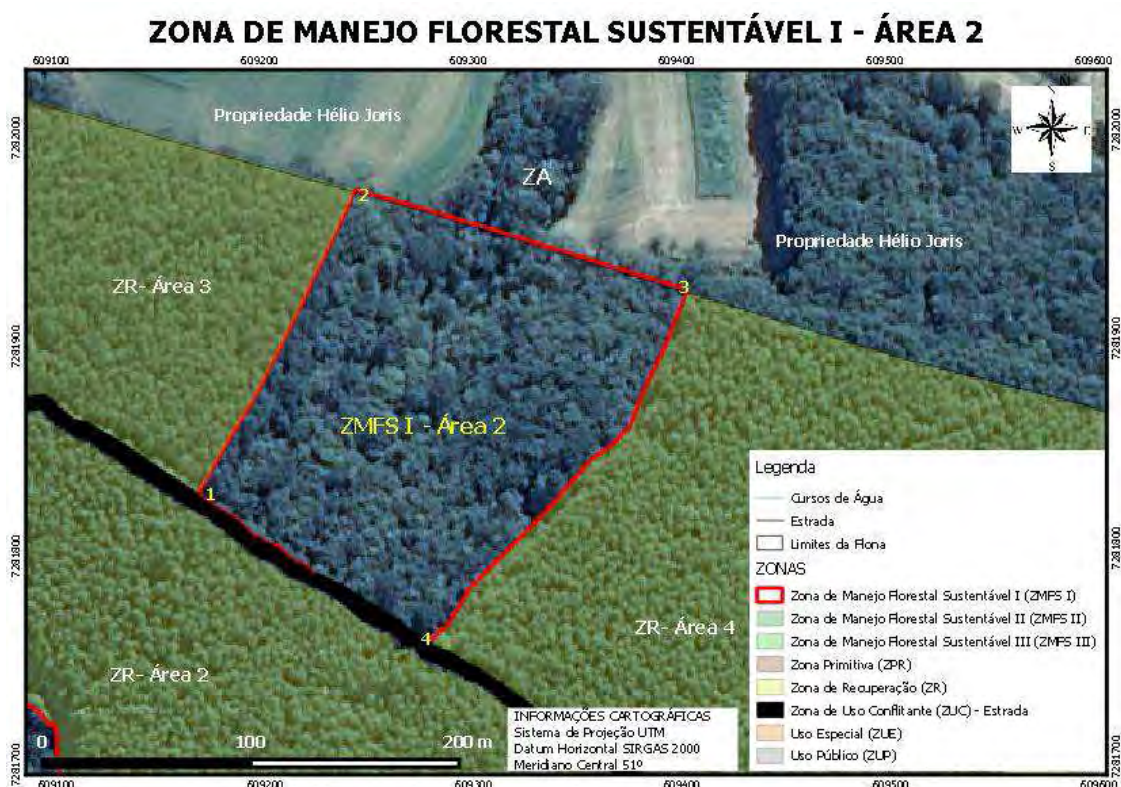 ZONA DE MANEJO FLORESTAL SUSTENTÁVEL I - ÁREA 2
609100 609200 609300 609400 609500 609600
7282000 7282000
Propriedade Hélio Joris
N
W E
S
ZA
2
Propriedade Hélio Joris
ZR- Área 3
3
7281900 7281900
ZMFS I - Área 2
1
7281800 7281800
4
ZR- Área 4
ZR- Área 2
Legenda
Cursos de Água
Estrada
Limites da Flona
ZONAS
Zona de Manejo Florestal Sustentável I (ZMFS I)
Zona de Manejo Florestal Sustentável II (ZMFS II)
Zona de Manejo Florestal Sustentável III (ZMFS III)
Zona Primitiva (ZPR)
Zona de Recuperação (ZR)
Zona de Uso Conflitante (ZUC) - Estrada
Uso Especial (ZUE)
Uso Público (ZUP)
INFORMAÇÕES CARTOGRÁFICAS
Sistema de Projeção UTM
Datum Horizontal SIRGAS 2000
Meridiano Central 51º
0 100 200 m
7281700 7281700
609100 609200 609300 609400 609500 609600